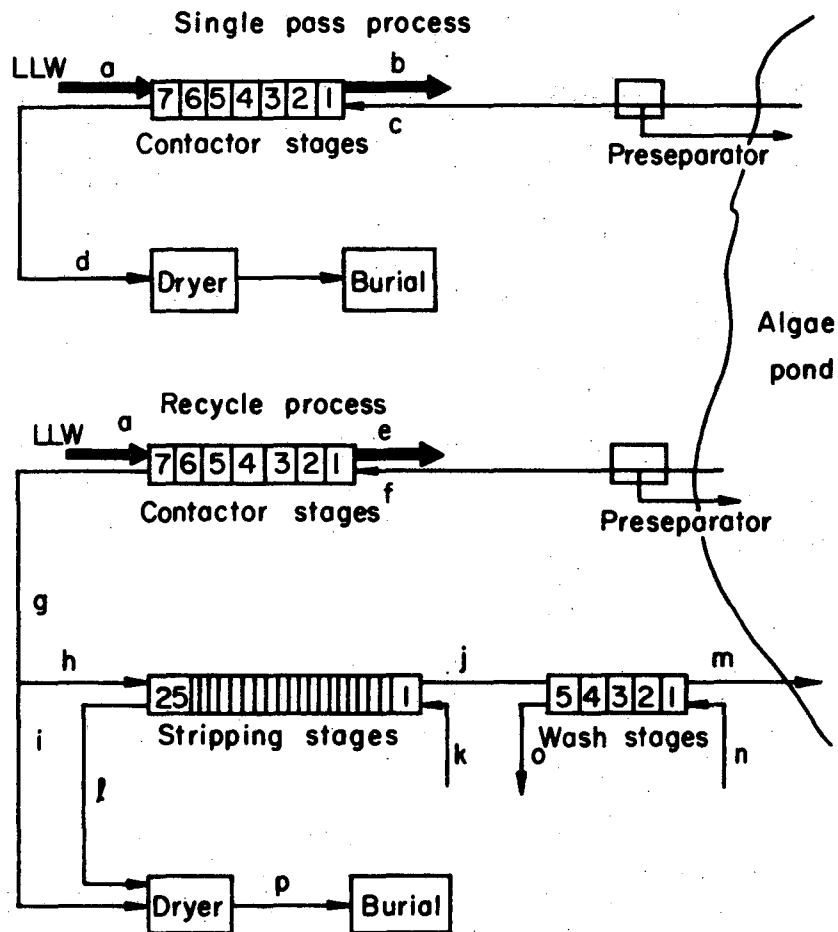 Single pass process
LLW a b
7 6 5 4 3 2 1
c
Contactor stages
Preseparator
d
Dryer
Burial
Algae
pond
Recycle process
LLW a e
7 6 5 4 3 2 1
f
Contactor stages
Preseparator
g
h j m
25 1
5 4 3 2 1
Stripping stages
Wash stages
i
l
k
o
n
Dryer
p
Burial